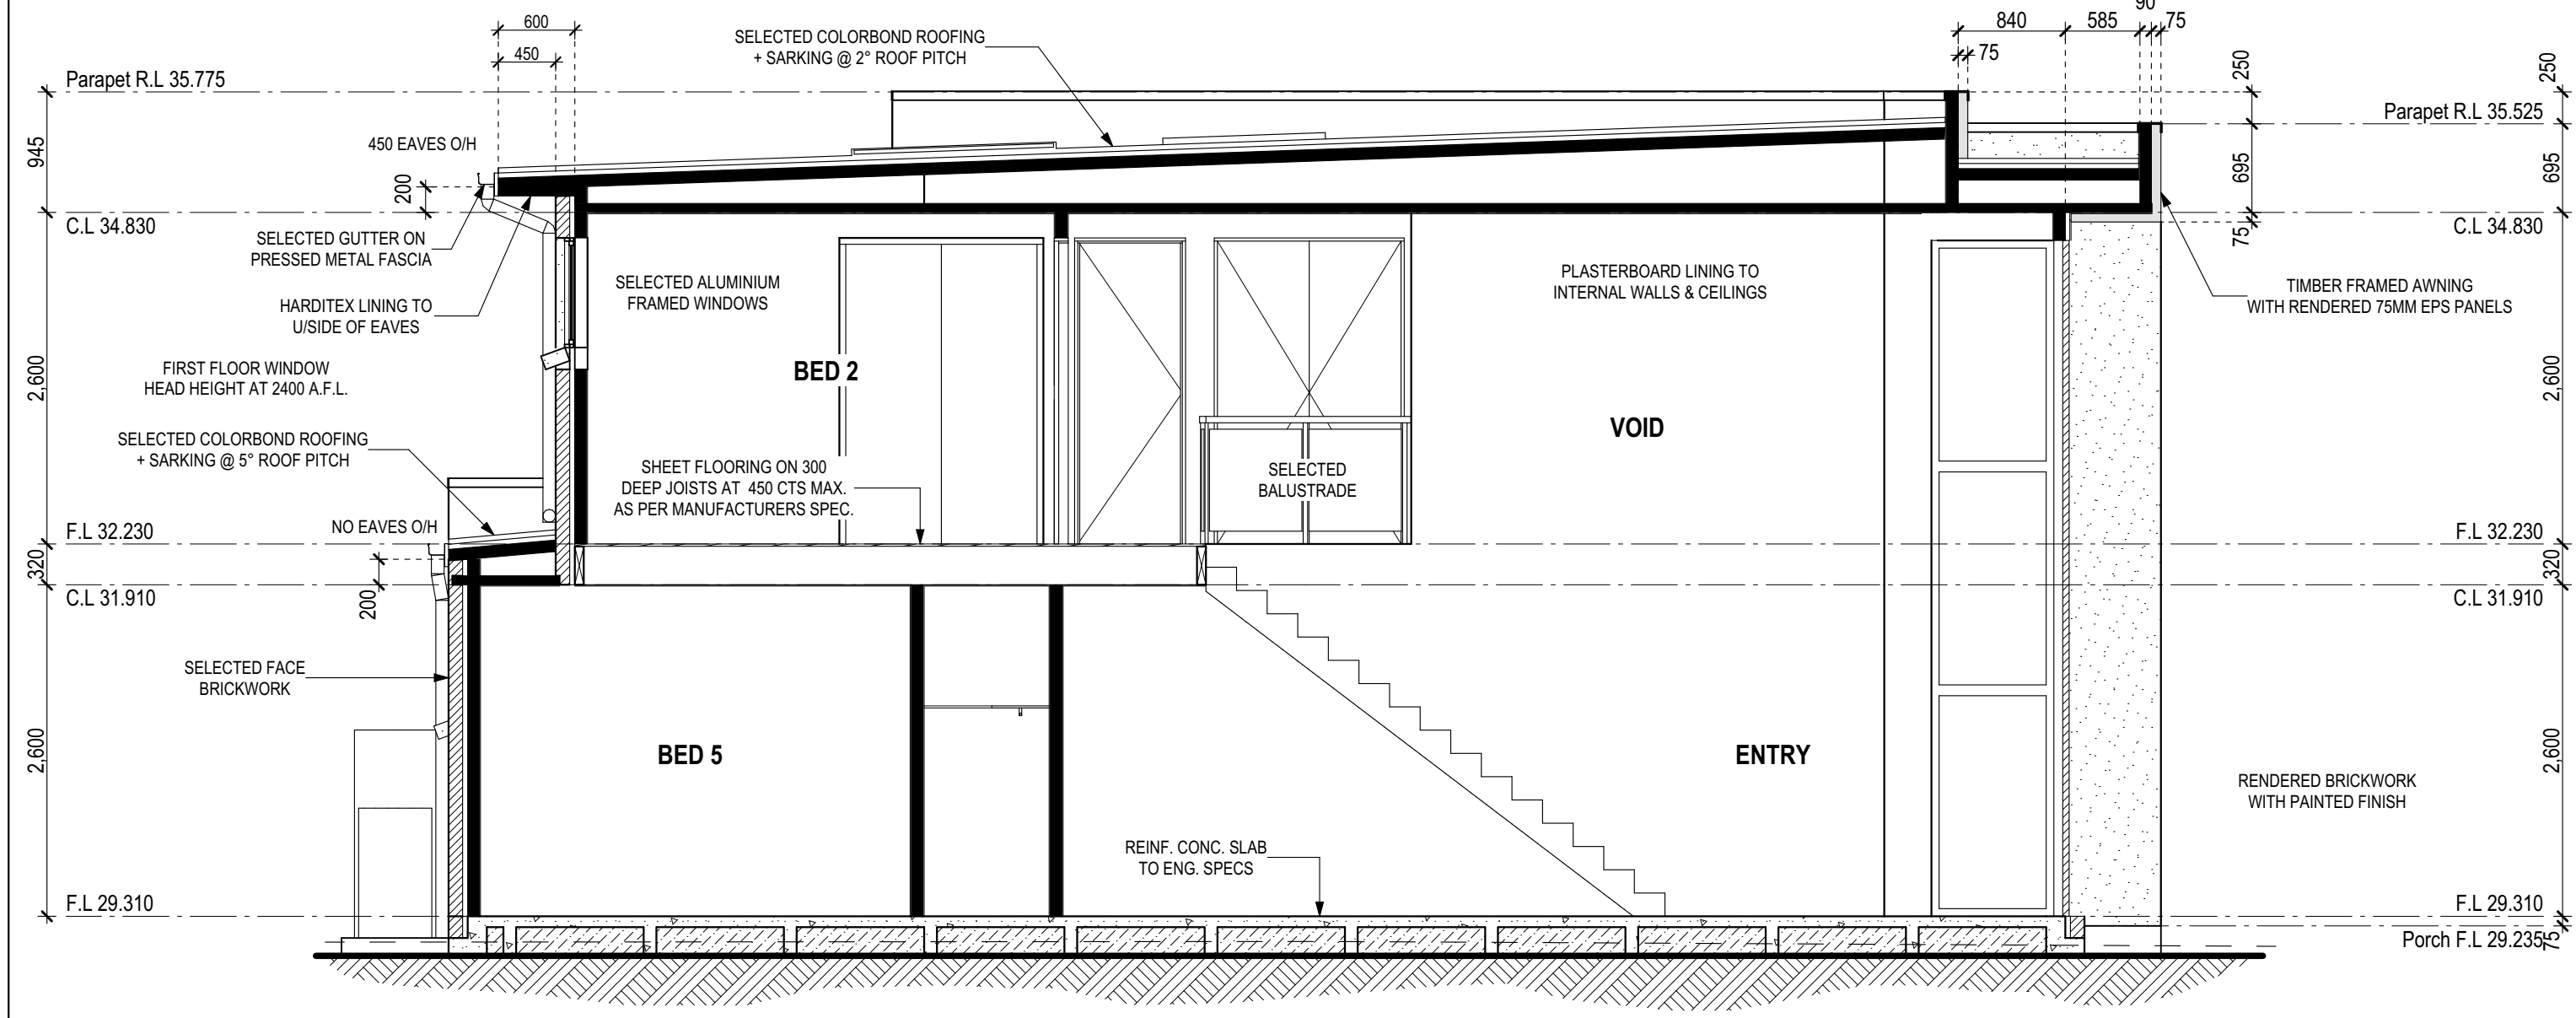 600
450
SELECTED COLORBOND ROOFING
+ SARKING @ 2° ROOF PITCH
90
840
585
75
75
250
250
Parapet R.L 35.775
Parapet R.L 35.525
945
450 EAVES O/H
200
695
695
C.L 34.830
C.L 34.830
75
SELECTED GUTTER ON
PRESSED METAL FASCIA
HARDITEX LINING TO
U/SIDE OF EAVES
SELECTED ALUMINIUM
FRAMED WINDOWS
PLASTERBOARD LINING TO
INTERNAL WALLS & CEILINGS
TIMBER FRAMED AWNING
WITH RENDERED 75MM EPS PANELS
FIRST FLOOR WINDOW
HEAD HEIGHT AT 2400 A.F.L.
2,600
BED 2
2,600
VOID
SELECTED COLORBOND ROOFING
+ SARKING @ 5° ROOF PITCH
SHEET FLOORING ON 300
DEEP JOISTS AT 450 CTS MAX.
AS PER MANUFACTURERS SPEC.
SELECTED
BALUSTRADE
NO EAVES O/H
F.L 32.230
F.L 32.230
320
320
C.L 31.910
C.L 31.910
200
SELECTED FACE
BRICKWORK
2,600
BED 5
ENTRY
2,600
RENDERED BRICKWORK
WITH PAINTED FINISH
REINF. CONC. SLAB
TO ENG. SPECS
F.L 29.310
F.L 29.310
Porch F.L 29.235
75